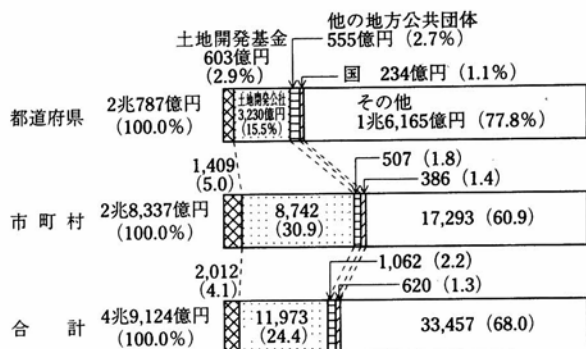 他の地方公共団体
土地開発基金 555億円（2.7%）
603億円
（2.9%） 国 234億円（1.1%）
都道府県 2兆787億円
（100.0%）
土地開発公社
3,230億円
（15.5%）
その他
1兆6,165億円（77.8%）
507（1.8）
1,409
（5.0）
386（1.4）
市町村 2兆8,337億円
（100.0%）
8,742
（30.9）
17,293（60.9）
2,012
（4.1）
1,062（2.2）
620（1.3）
合計 4兆9,124億円
（100.0%）
11,973
（24.4）
33,457（68.0）